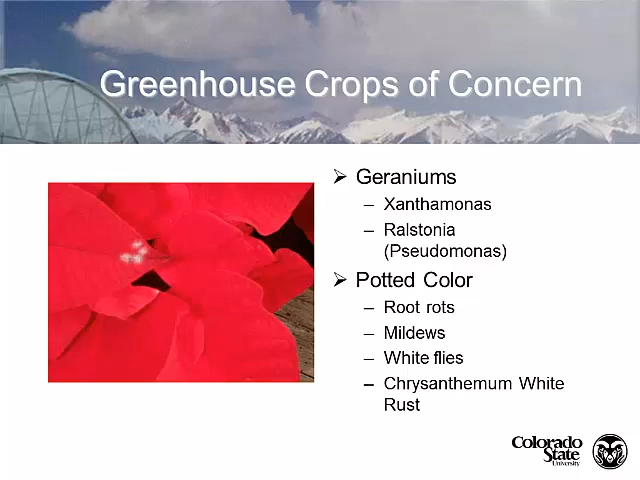 Greenhouse Crops of Concern
➢ Geraniums
– Xanthamonas
– Ralstonia
(Pseudomonas)
➢ Potted Color
– Root rots
– Mildews
– White flies
– Chrysanthemum White
Rust
Colorado
State
University